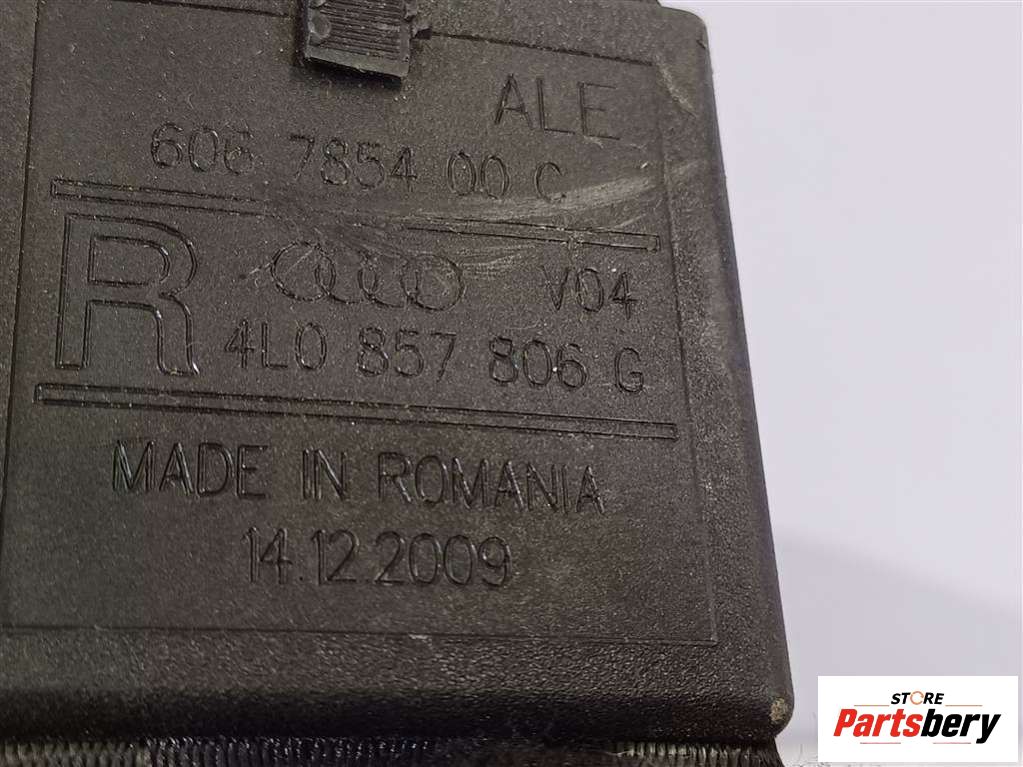 ALE
606 7854 00 C
R V04
4L0 857 806 G
MADE IN ROMANIA
14.12.2009
STORE
Partsbery